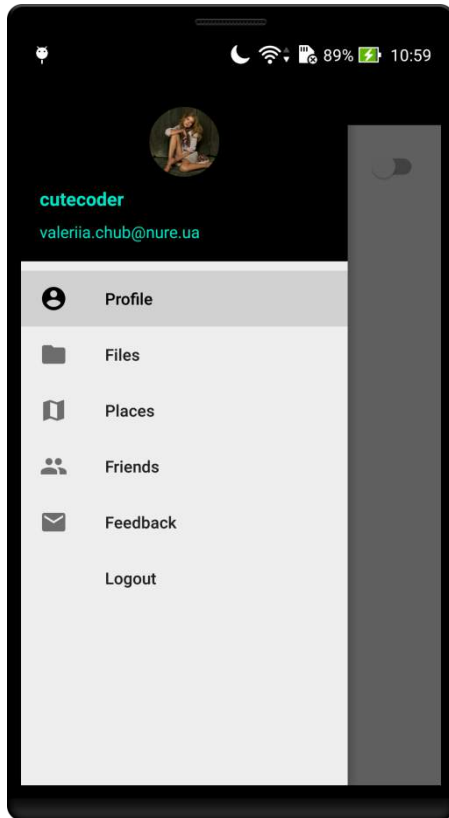 89% 10:59
cutecoder
valeriia.chub@nure.ua
Profile
Files
Places
Friends
Feedback
Logout